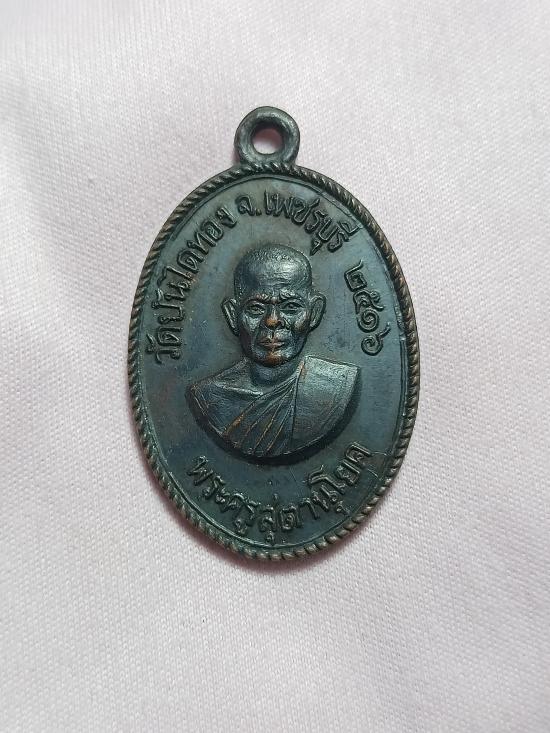 วัดบันไดทอง จ.เพชรบุรี ๒๕๑๖
พระครูสุตานุโยค